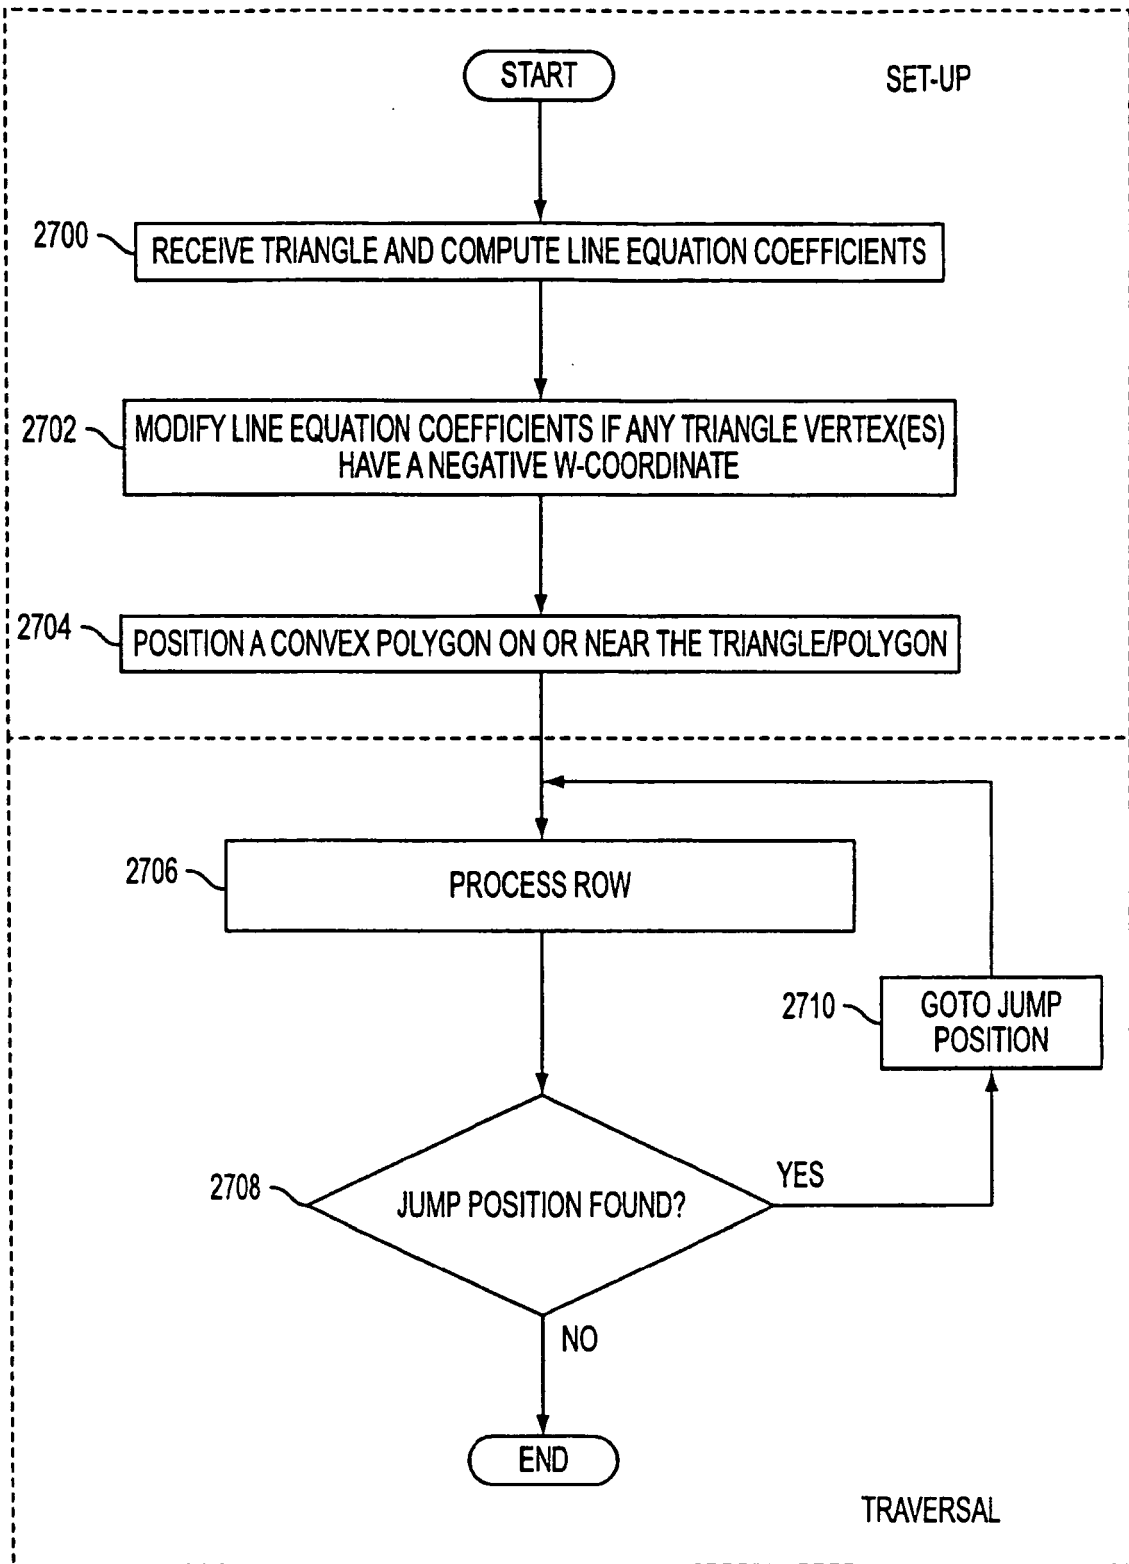 START
SET-UP
2700
RECEIVE TRIANGLE AND COMPUTE LINE EQUATION COEFFICIENTS
2702
MODIFY LINE EQUATION COEFFICIENTS IF ANY TRIANGLE VERTEX(ES)
HAVE A NEGATIVE W-COORDINATE
2704
POSITION A CONVEX POLYGON ON OR NEAR THE TRIANGLE/POLYGON
2706
PROCESS ROW
2710
GOTO JUMP
POSITION
2708
JUMP POSITION FOUND?
YES
NO
END
TRAVERSAL